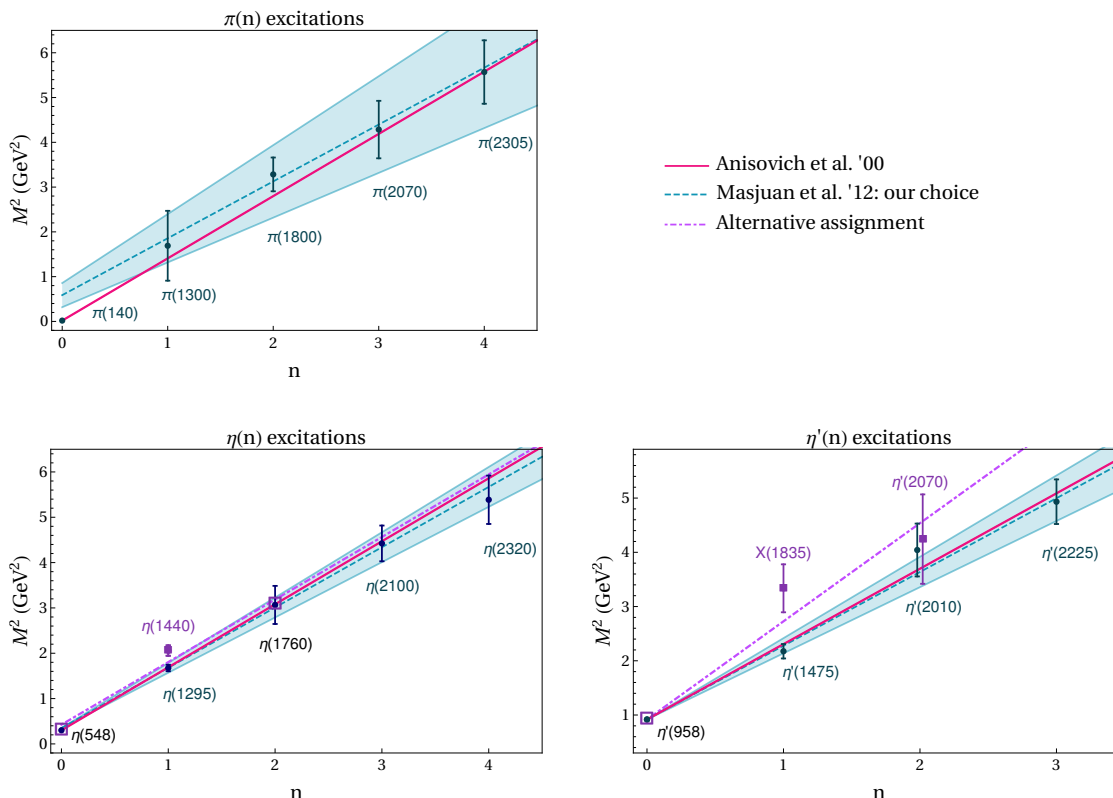 π(n) excitations
M² (GeV²)
6
5
4
3
2
1
0
π(140)
π(1300)
π(1800)
π(2070)
π(2305)
0 1 2 3 4
n
Anisovich et al. '00
Masjuan et al. '12: our choice
Alternative assignment
η(n) excitations
M² (GeV²)
6
5
4
3
2
1
0
η(548)
η(1440)
η(1295)
η(1760)
η(2100)
η(2320)
0 1 2 3 4
n
η'(n) excitations
M² (GeV²)
5
4
3
2
1
η'(958)
X(1835)
η'(1475)
η'(2070)
η'(2010)
η'(2225)
0 1 2 3
n